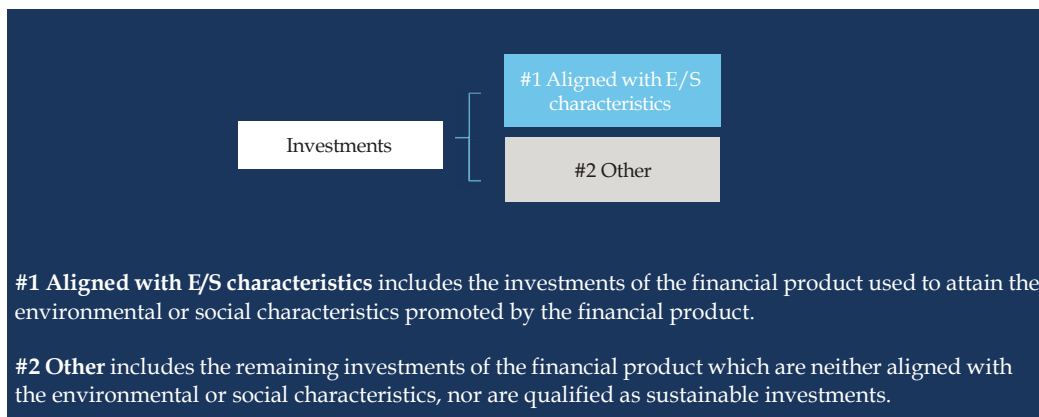 #1 Aligned with E/S
characteristics
Investments
#2 Other
#1 Aligned with E/S characteristics includes the investments of the financial product used to attain the
environmental or social characteristics promoted by the financial product.
#2 Other includes the remaining investments of the financial product which are neither aligned with
the environmental or social characteristics, nor are qualified as sustainable investments.